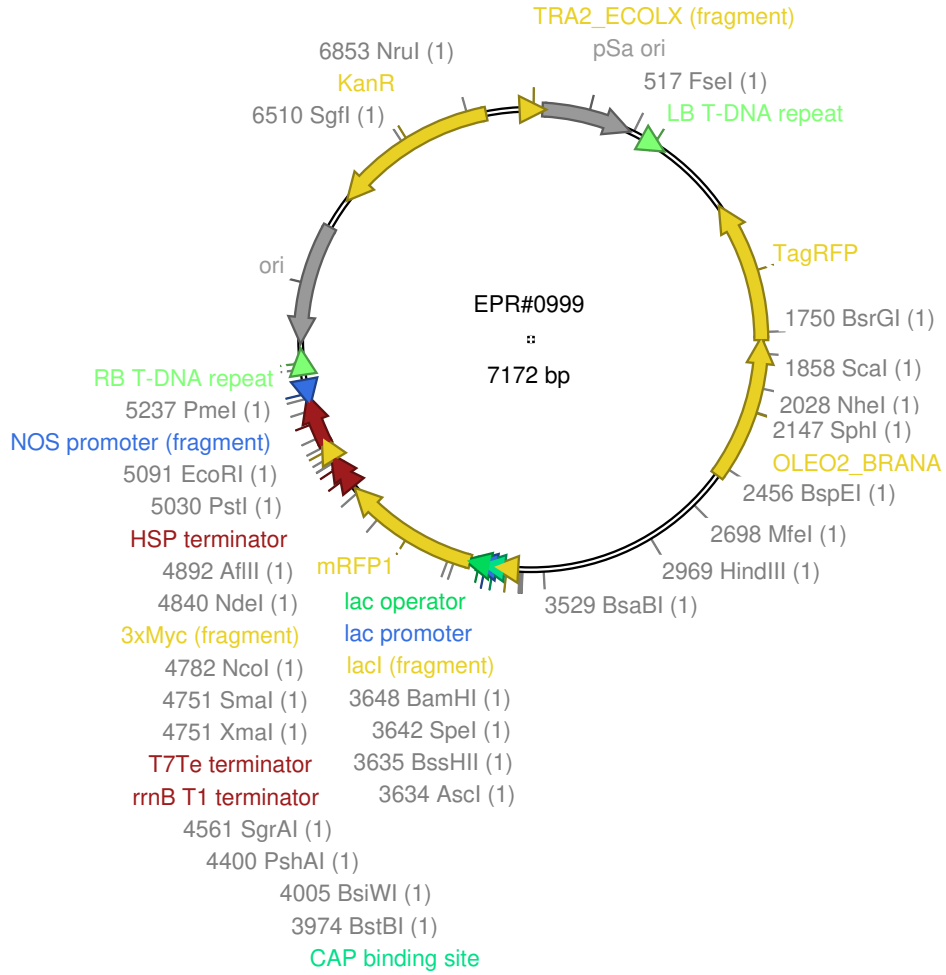 TRA2_ECOLX (fragment)
pSa ori
6853 NruI (1)
517 FseI (1)
KanR
6510 SgfI (1)
LB T-DNA repeat
TagRFP
ori
EPR#0999
1750 BsrGI (1)
1858 ScaI (1)
7172 bp
RB T-DNA repeat
2028 NheI (1)
5237 PmeI (1)
2147 SphI (1)
NOS promoter (fragment)
OLEO2_BRANA
5091 EcoRI (1)
2456 BspEI (1)
5030 PstI (1)
2698 MfeI (1)
HSP terminator
mRFP1
2969 HindIII (1)
4892 AflII (1)
4840 NdeI (1)
lac operator
3529 BsaBI (1)
3xMyc (fragment)
lac promoter
4782 NcoI (1)
lacI (fragment)
4751 SmaI (1)
3648 BamHI (1)
4751 XmaI (1)
3642 SpeI (1)
T7Te terminator
3635 BssHII (1)
rrnB T1 terminator
3634 AscI (1)
4561 SgrAI (1)
4400 PshAI (1)
4005 BsiWI (1)
3974 BstBI (1)
CAP binding site